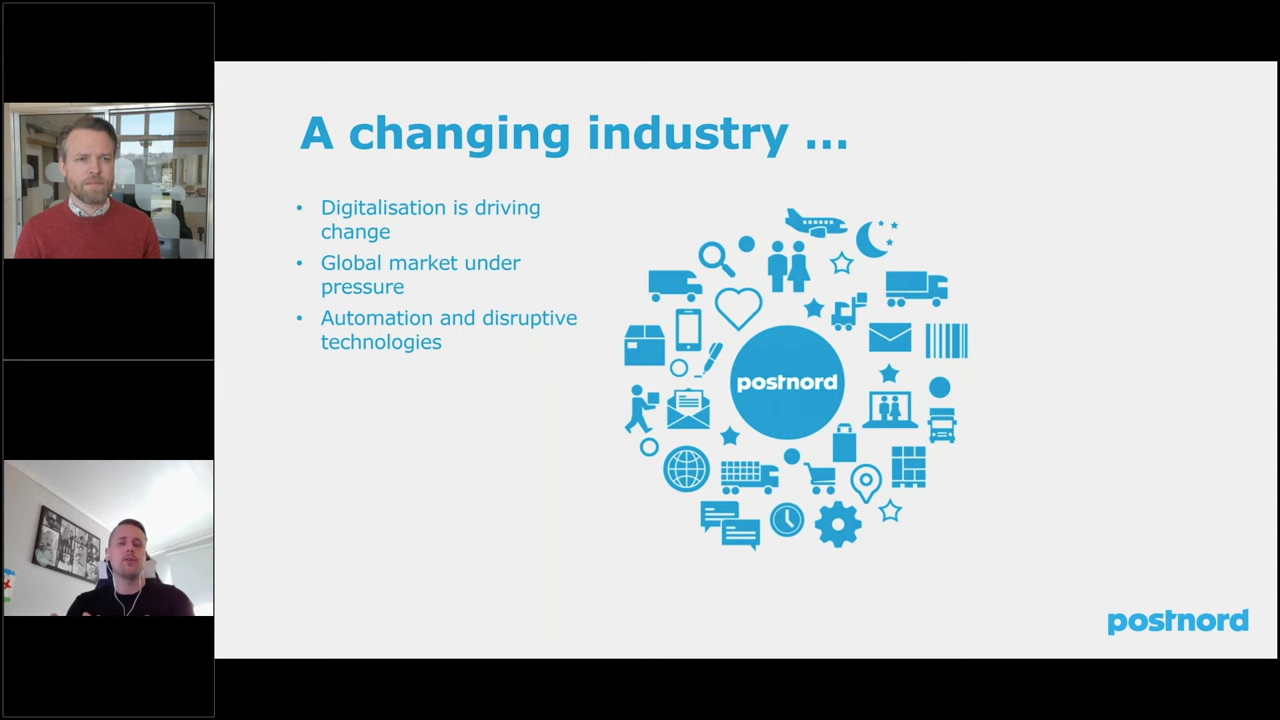 A changing industry ...
• Digitalisation is driving
change
• Global market under
pressure
• Automation and disruptive
technologies
postnord
postnord